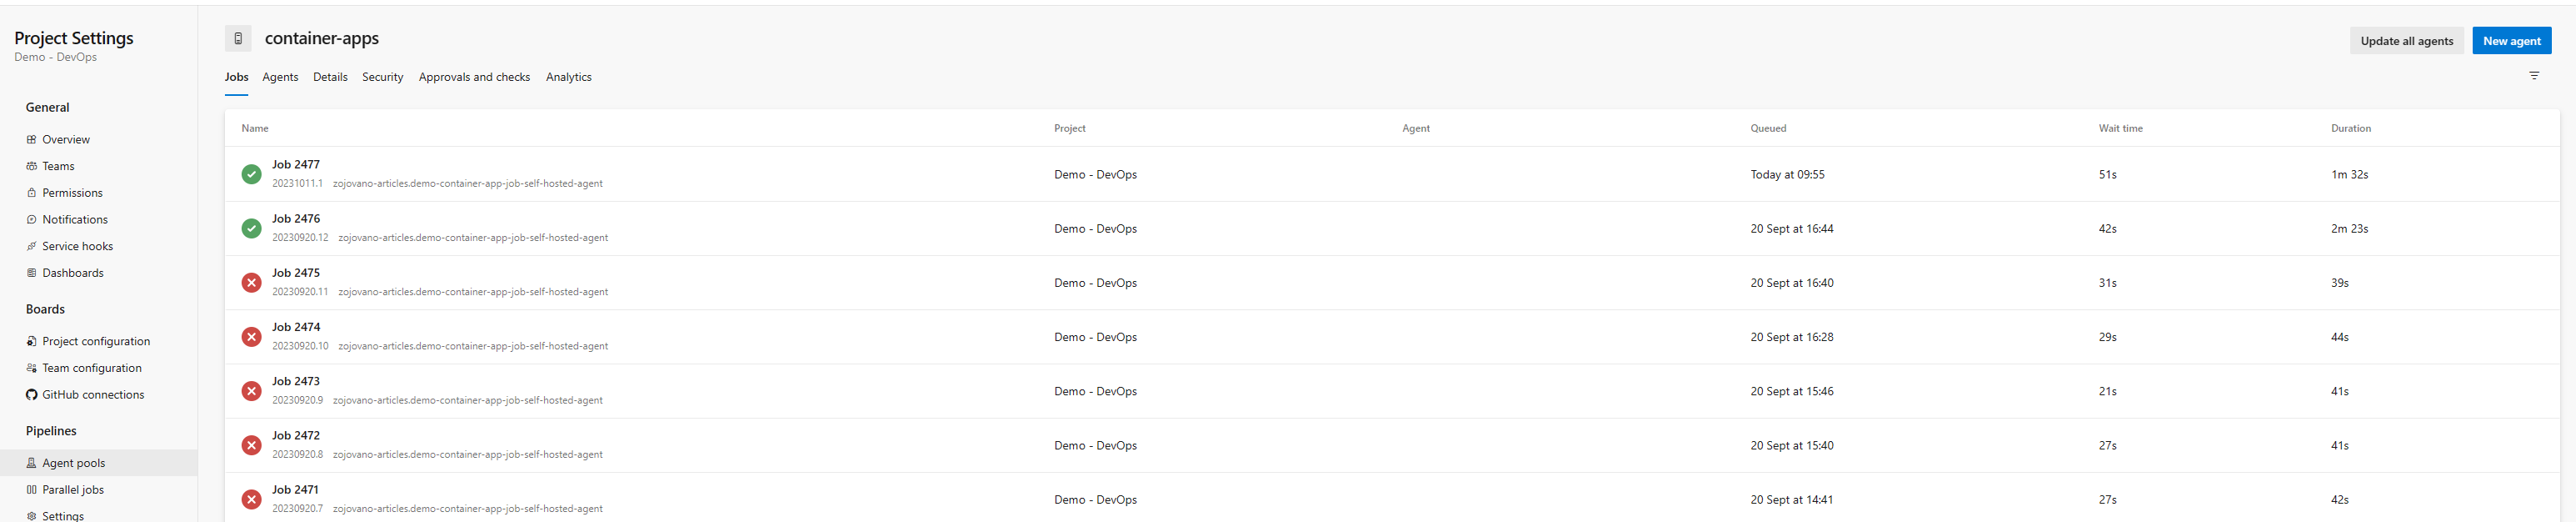 Project Settings
Demo - DevOps
General
Overview
Teams
Permissions
Notifications
Service hooks
Dashboards
Boards
Project configuration
Team configuration
GitHub connections
Pipelines
Agent pools
Parallel jobs
Settings
container-apps
Update all agents New agent
Jobs Agents Details Security Approvals and checks Analytics
Name Project Agent Queued Wait time Duration
Job 2477
20231011.1 zojovano-articles.demo-container-app-job-self-hosted-agent
Demo - DevOps Today at 09:55 51s 1m 32s
Job 2476
20230920.12 zojovano-articles.demo-container-app-job-self-hosted-agent
Demo - DevOps 20 Sept at 16:44 42s 2m 23s
Job 2475
20230920.11 zojovano-articles.demo-container-app-job-self-hosted-agent
Demo - DevOps 20 Sept at 16:40 31s 39s
Job 2474
20230920.10 zojovano-articles.demo-container-app-job-self-hosted-agent
Demo - DevOps 20 Sept at 16:28 29s 44s
Job 2473
20230920.9 zojovano-articles.demo-container-app-job-self-hosted-agent
Demo - DevOps 20 Sept at 15:46 21s 41s
Job 2472
20230920.8 zojovano-articles.demo-container-app-job-self-hosted-agent
Demo - DevOps 20 Sept at 15:40 27s 41s
Job 2471
20230920.7 zojovano-articles.demo-container-app-job-self-hosted-agent
Demo - DevOps 20 Sept at 14:41 27s 42s